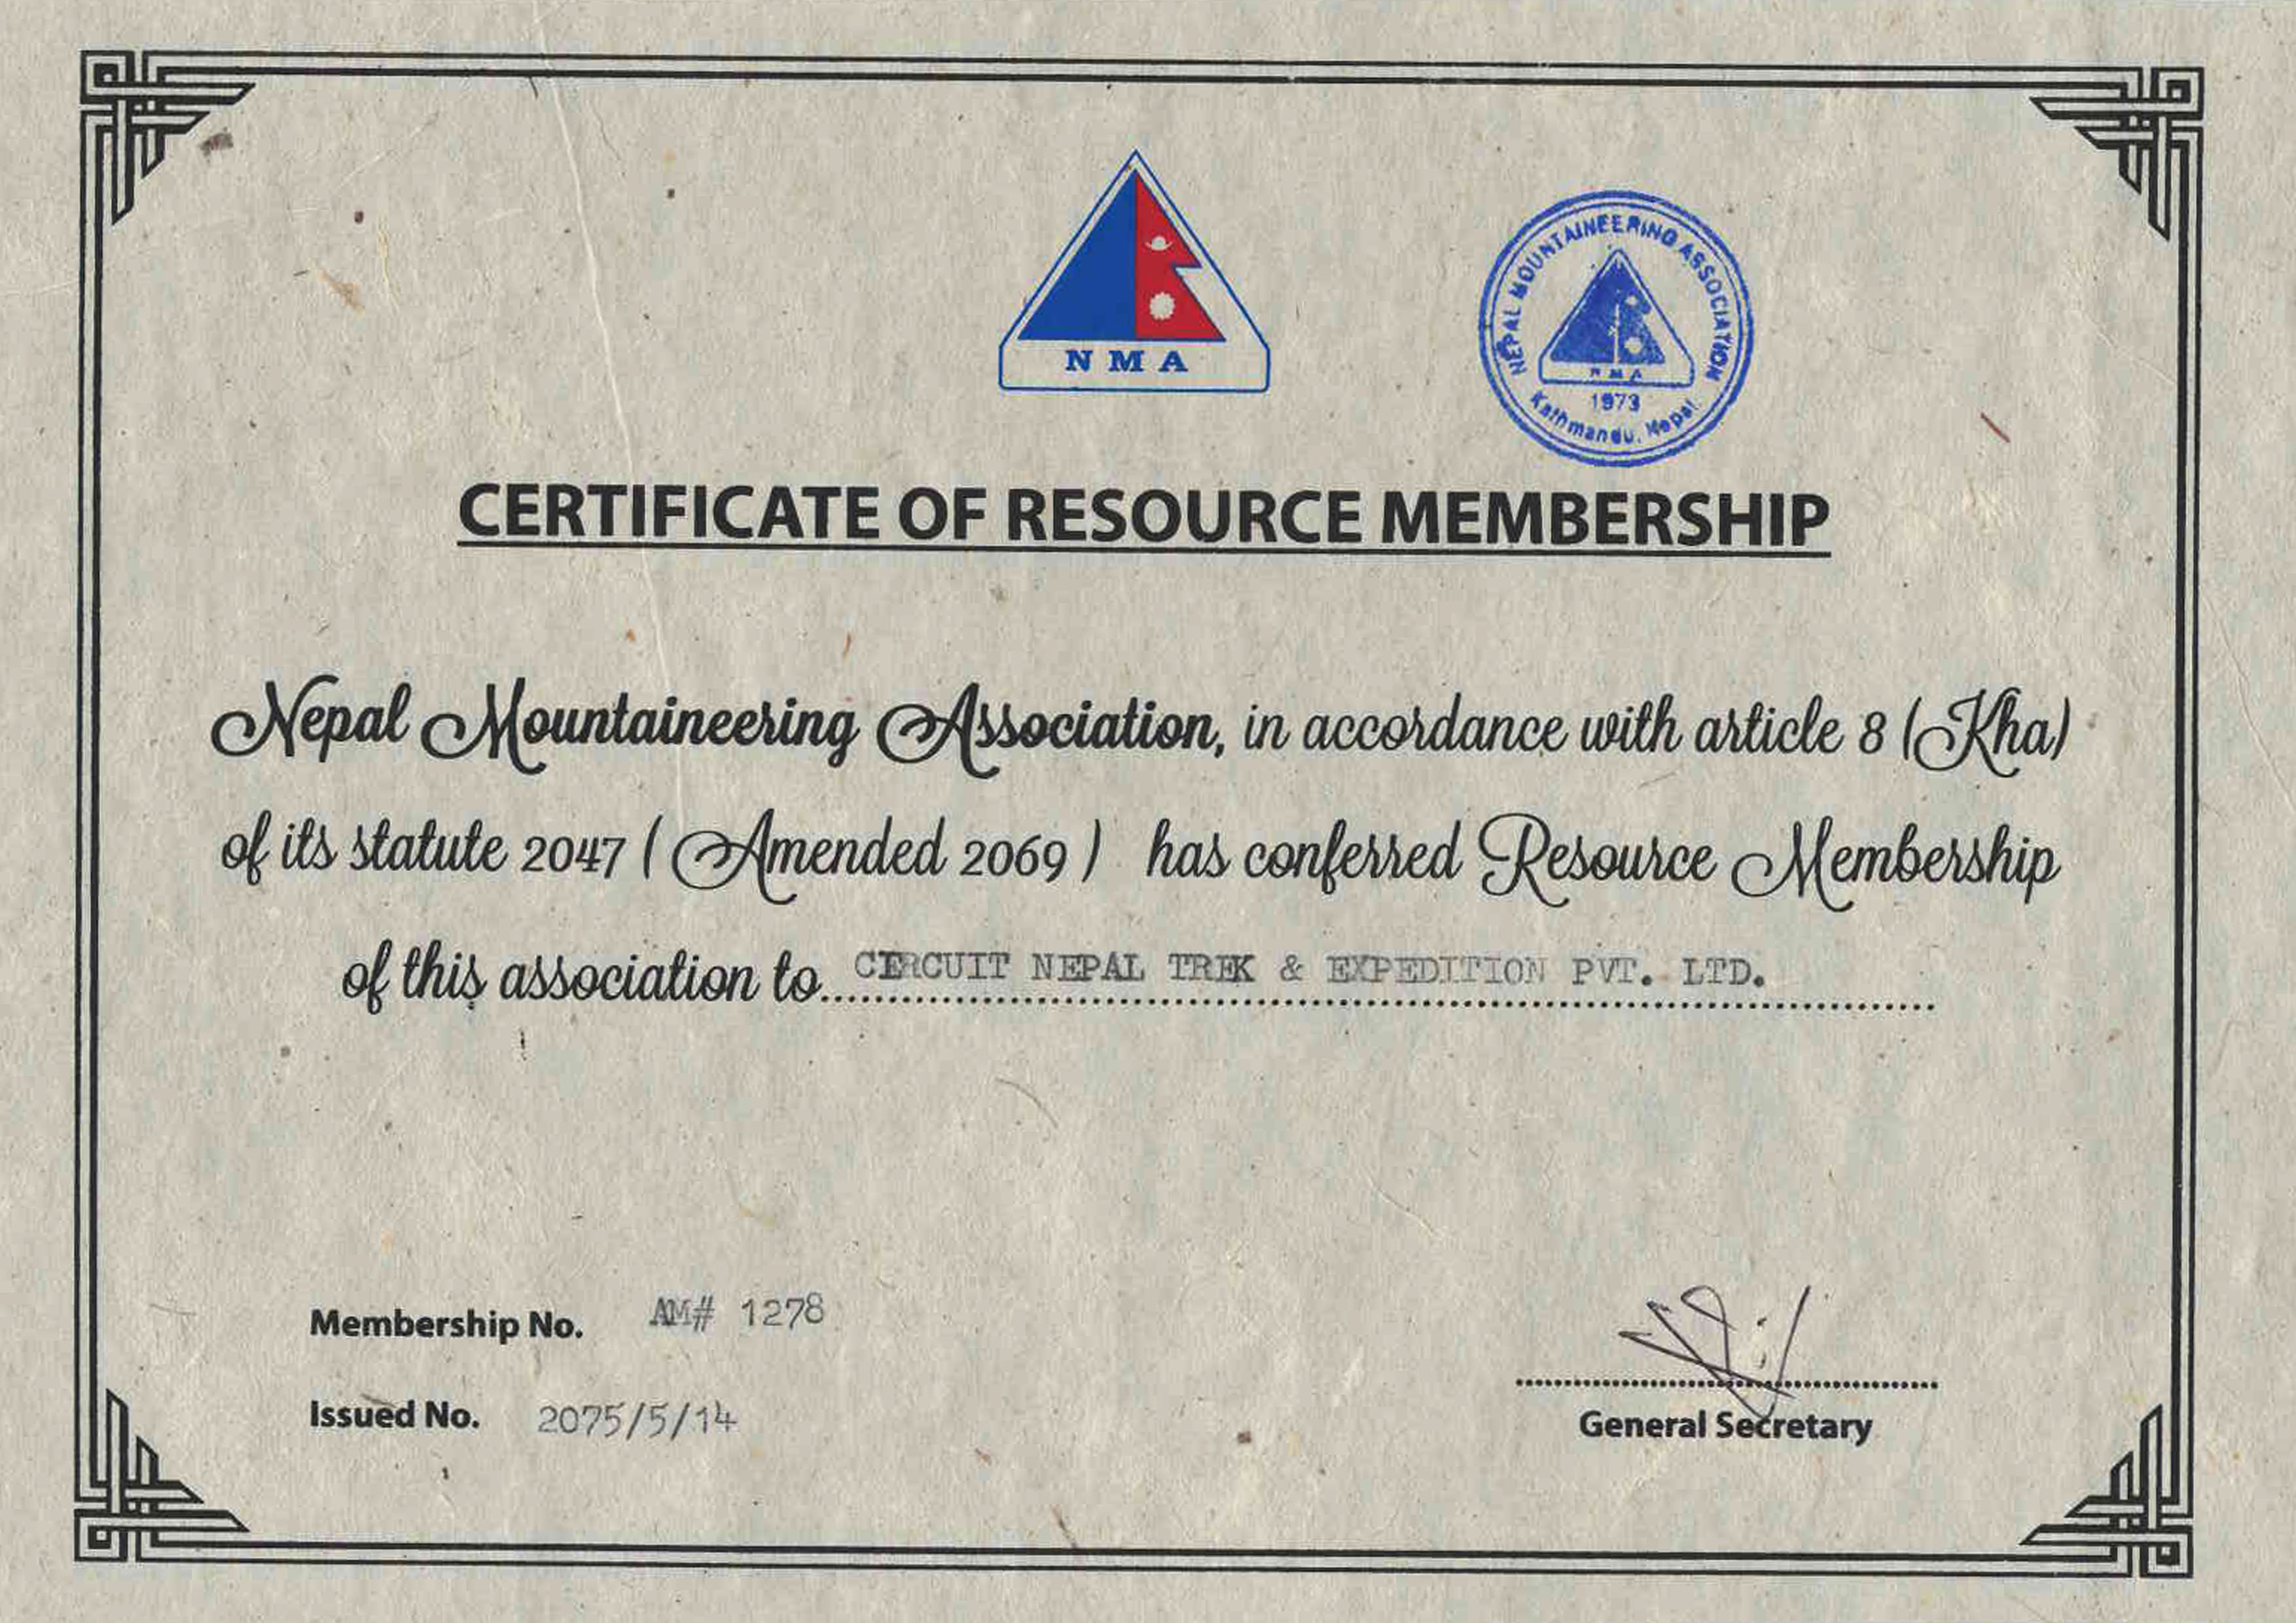 NMA
NEPAL MOUNTAINEERING ASSOCIATION
NMA
1973
Kathmandu, Nepal
CERTIFICATE OF RESOURCE MEMBERSHIP
Nepal Mountaineering Association, in accordance with article 8 (Kha)
of its statute 2047 ( Amended 2069 ) has conferred Resource Membership
of this association to CERCUIT NEPAL TREK & EXPEDITION PVT. LTD.
Membership No. AM# 1278
Issued No. 2075/5/14
General Secretary